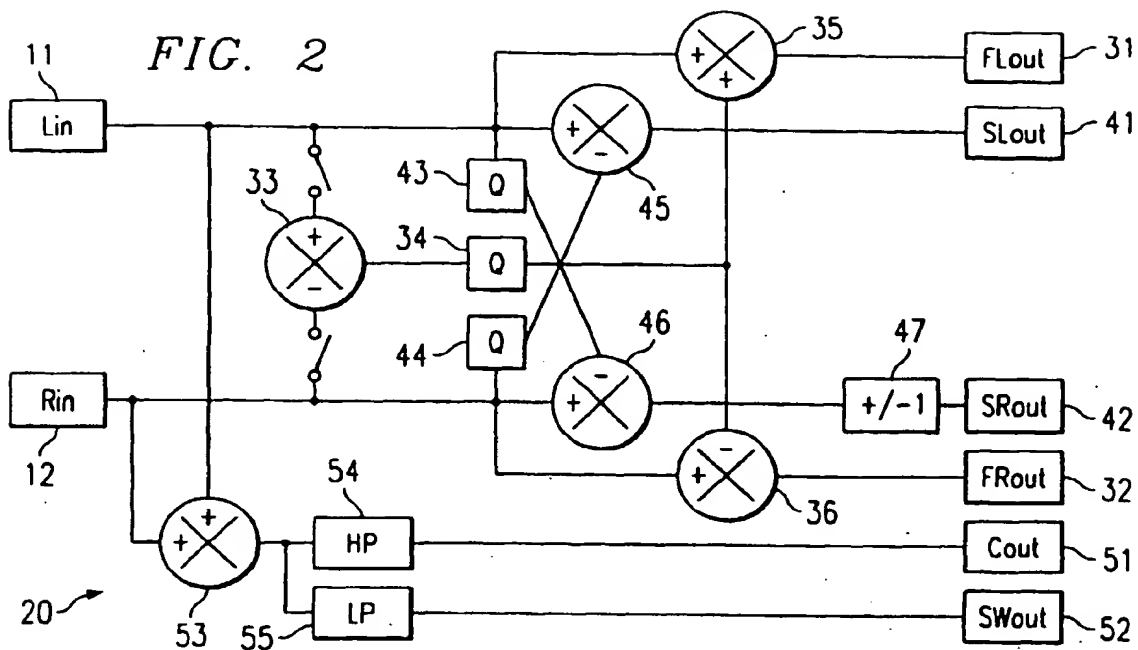 FIG. 2
11
Lin
35
+
+
31
FLout
+
-
45
41
SLout
43
Q
33
+
-
34
Q
44
Q
46
-
+
47
+/-1
SRout
42
Rin
12
-
+
36
FRout
32
+
+
53
54
HP
Cout
51
20
55
LP
SWout
52